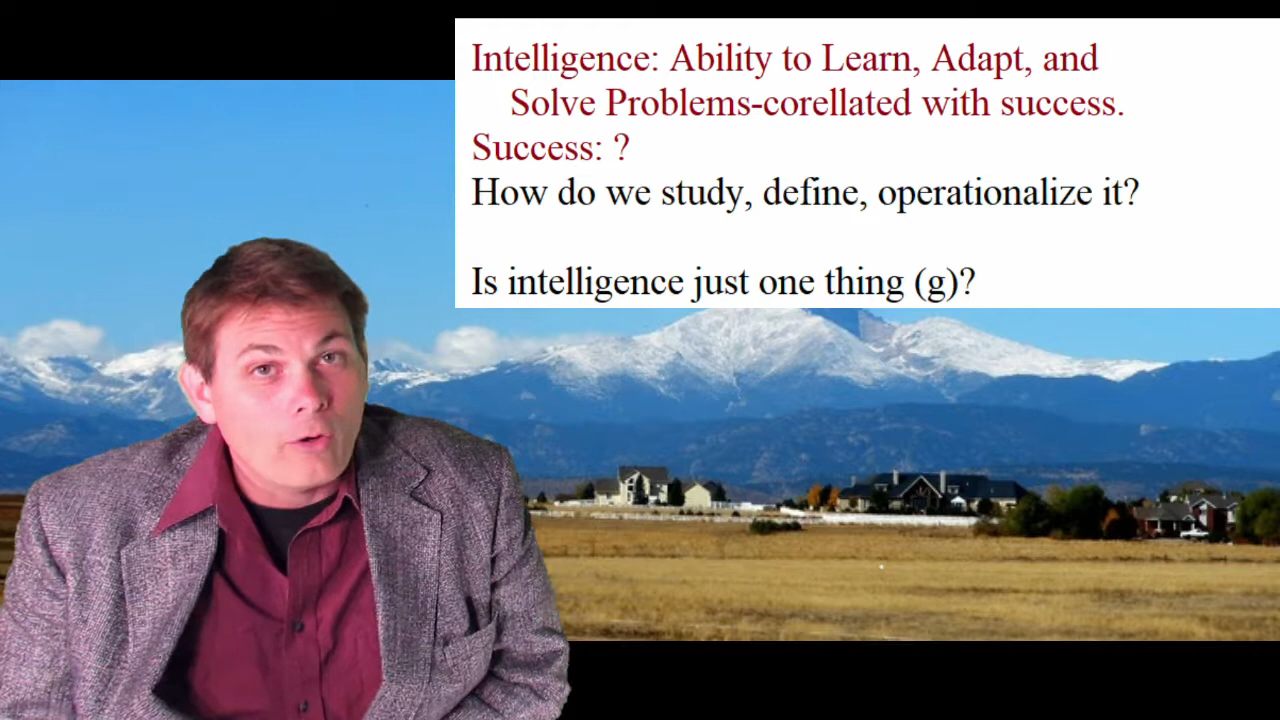 Intelligence: Ability to Learn, Adapt, and
Solve Problems-corellated with success.
Success: ?
How do we study, define, operationalize it?
Is intelligence just one thing (g)?